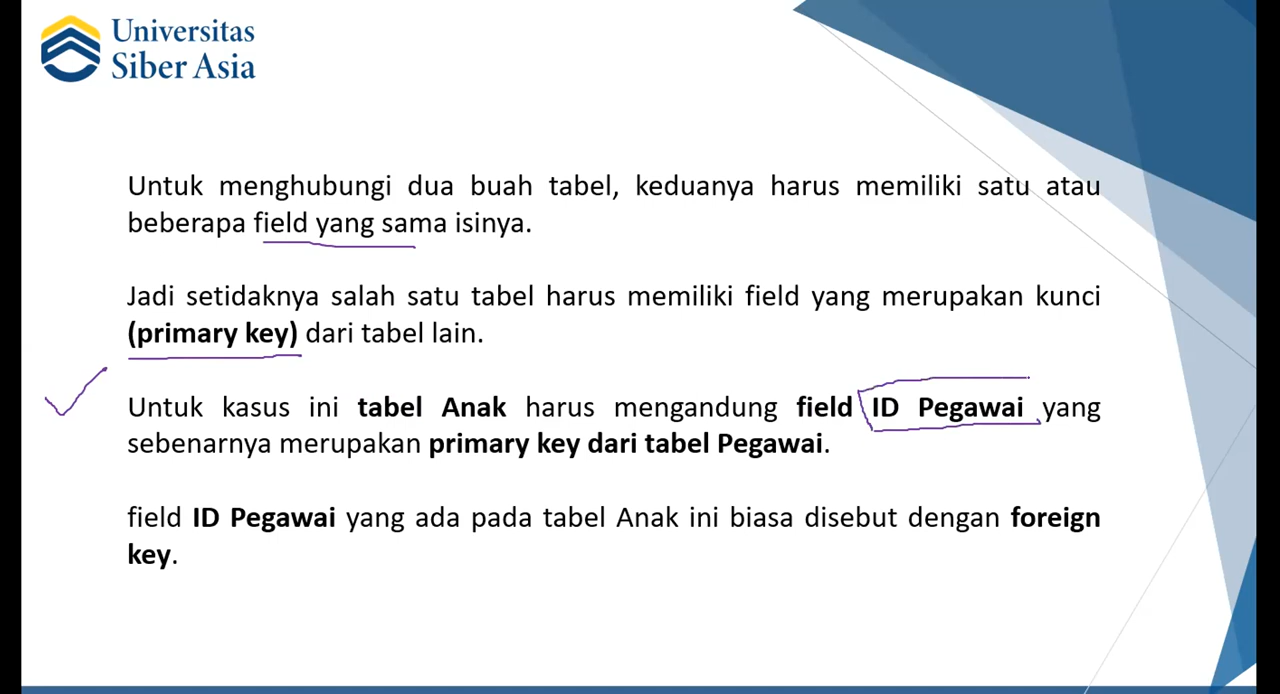 Universitas
Siber Asia
Untuk menghubungi dua buah tabel, keduanya harus memiliki satu atau
beberapa field yang sama isinya.
Jadi setidaknya salah satu tabel harus memiliki field yang merupakan kunci
(primary key) dari tabel lain.
Untuk kasus ini tabel Anak harus mengandung field ID Pegawai yang
sebenarnya merupakan primary key dari tabel Pegawai.
field ID Pegawai yang ada pada tabel Anak ini biasa disebut dengan foreign
key.